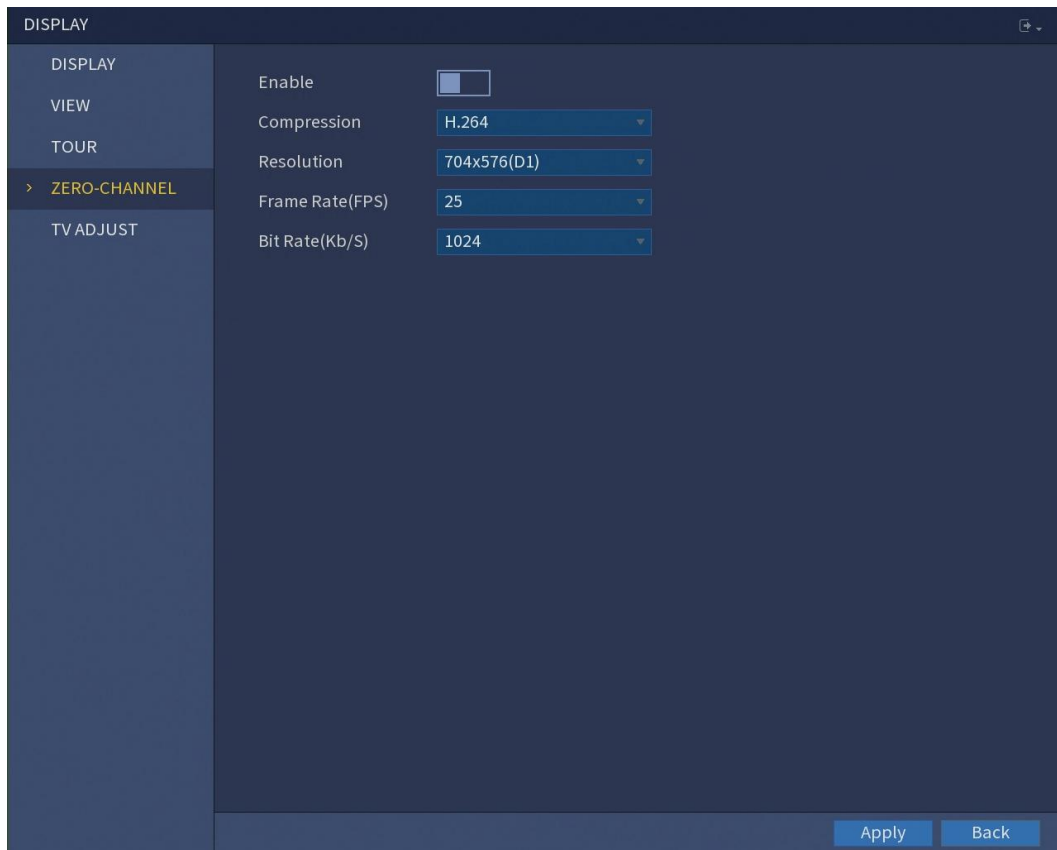 DISPLAY
DISPLAY
VIEW
TOUR
> ZERO-CHANNEL
TV ADJUST
Enable
Compression H.264
Resolution 704x576(D1)
Frame Rate(FPS) 25
Bit Rate(Kb/S) 1024
Apply Back